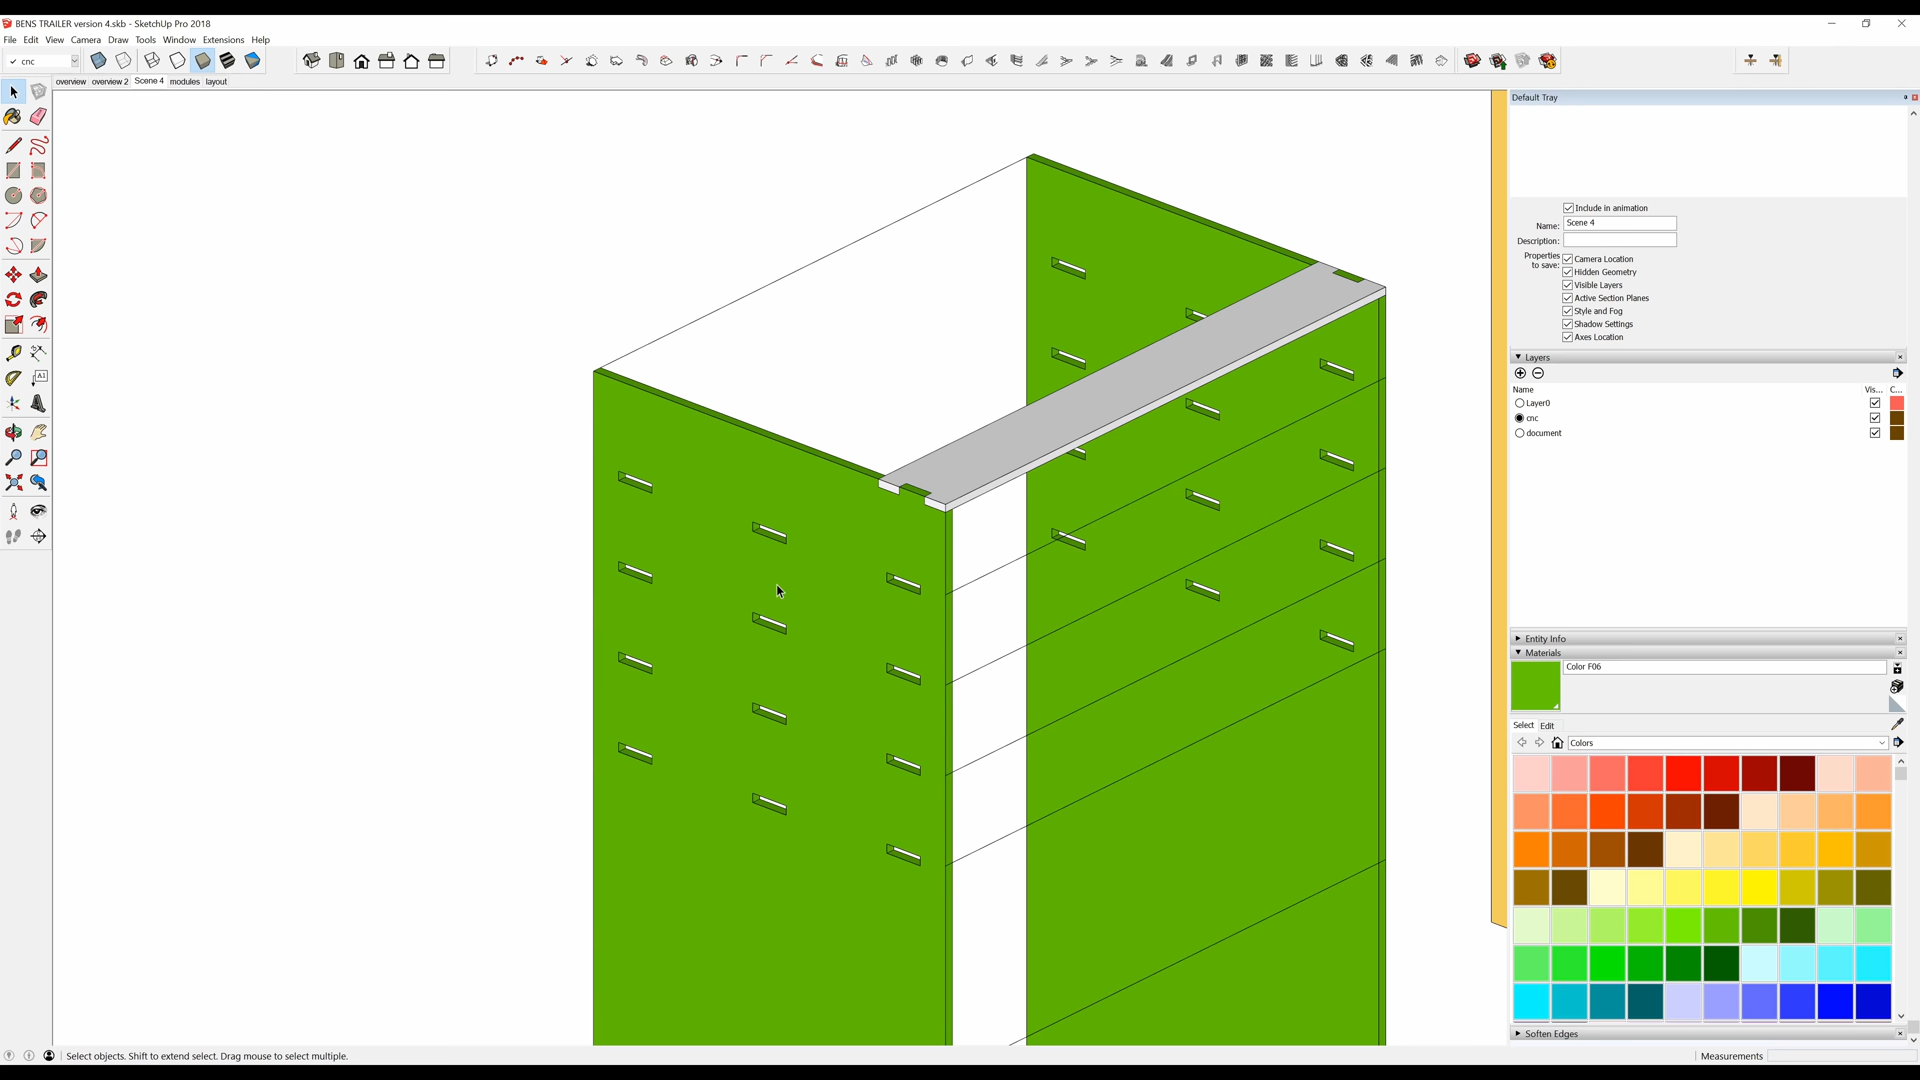 BENS TRAILER version 4.skb - SketchUp Pro 2018
File Edit View Camera Draw Tools Window Extensions Help
cnc
overview overview 2 Scene 4 modules layout
Default Tray
Include in animation
Name: Scene 4
Description:
Properties to save:
Camera Location
Hidden Geometry
Visible Layers
Active Section Planes
Style and Fog
Shadow Settings
Axes Location
Layers
Name Vis... C...
Layer0
cnc
document
Entity Info
Materials
Color F06
Select Edit
Colors
Soften Edges
Select objects. Shift to extend select. Drag mouse to select multiple.
Measurements